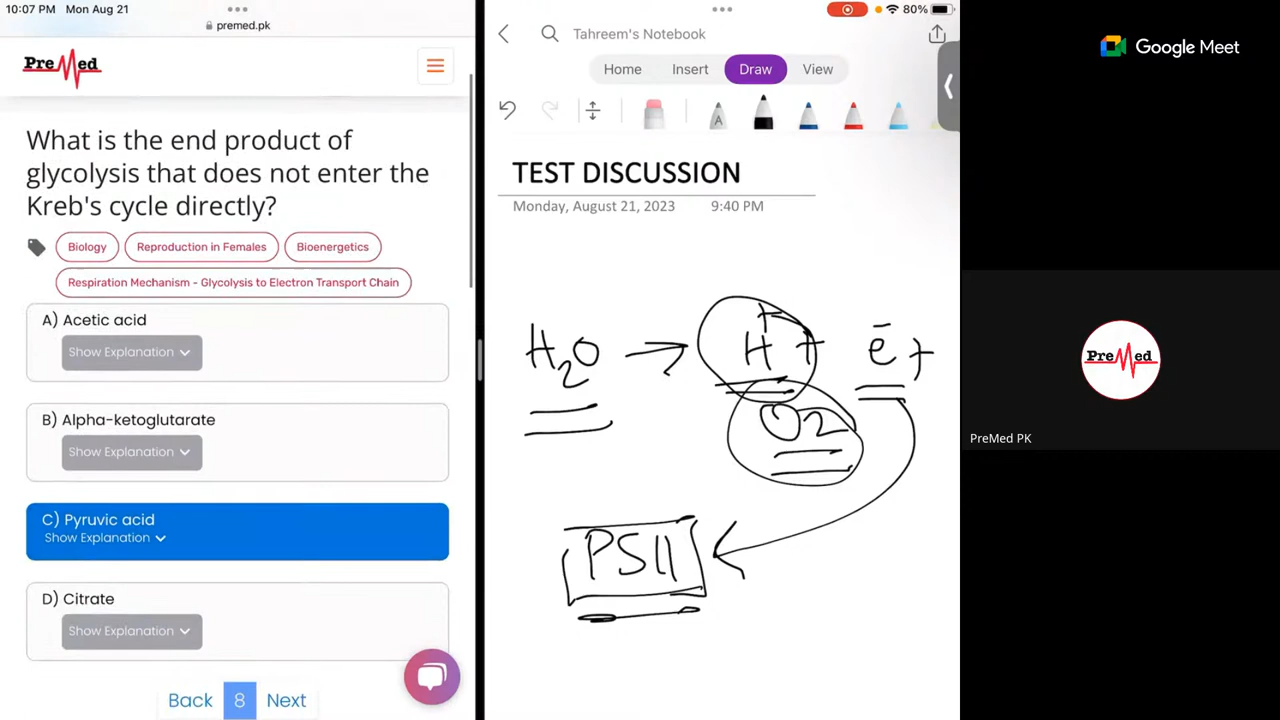 10:07 PM Mon Aug 21
premed.pk
PreMed
What is the end product of
glycolysis that does not enter the
Kreb's cycle directly?
Biology
Reproduction in Females
Bioenergetics
Respiration Mechanism - Glycolysis to Electron Transport Chain
A) Acetic acid
Show Explanation
B) Alpha-ketoglutarate
Show Explanation
C) Pyruvic acid
Show Explanation
D) Citrate
Show Explanation
Back 8 Next
80%
Tahreem's Notebook
Home Insert Draw View
A
TEST DISCUSSION
Monday, August 21, 2023 9:40 PM
H2O → H+ + e- +
O2
PSII
Google Meet
PreMed
PreMed PK